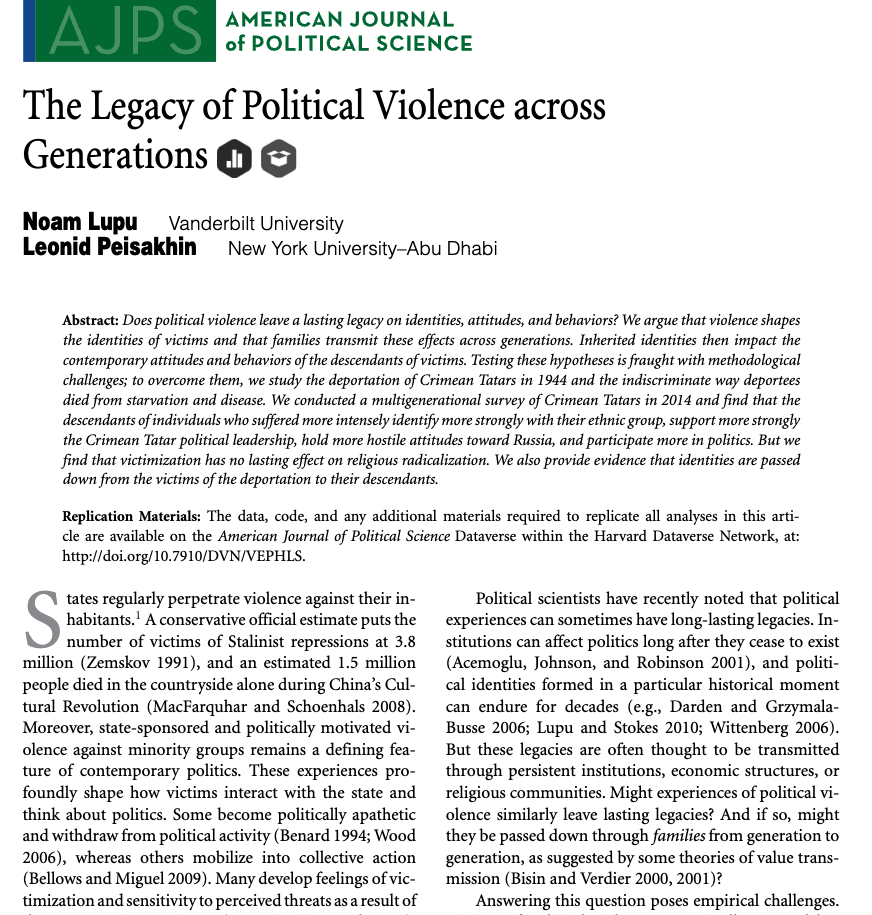 AJPS
AMERICAN JOURNAL
of POLITICAL SCIENCE
The Legacy of Political Violence across
Generations
Noam Lupu Vanderbilt University
Leonid Peisakhin New York University–Abu Dhabi
Abstract: Does political violence leave a lasting legacy on identities, attitudes, and behaviors? We argue that violence shapes
the identities of victims and that families transmit these effects across generations. Inherited identities then impact the
contemporary attitudes and behaviors of the descendants of victims. Testing these hypotheses is fraught with methodological
challenges; to overcome them, we study the deportation of Crimean Tatars in 1944 and the indiscriminate way deportees
died from starvation and disease. We conducted a multigenerational survey of Crimean Tatars in 2014 and find that the
descendants of individuals who suffered more intensely identify more strongly with their ethnic group, support more strongly
the Crimean Tatar political leadership, hold more hostile attitudes toward Russia, and participate more in politics. But we
find that victimization has no lasting effect on religious radicalization. We also provide evidence that identities are passed
down from the victims of the deportation to their descendants.
Replication Materials: The data, code, and any additional materials required to replicate all analyses in this arti-
cle are available on the American Journal of Political Science Dataverse within the Harvard Dataverse Network, at:
http://doi.org/10.7910/DVN/VEPHLS.
States regularly perpetrate violence against their in-
habitants.1 A conservative official estimate puts the
number of victims of Stalinist repressions at 3.8
million (Zemskov 1991), and an estimated 1.5 million
people died in the countryside alone during China's Cul-
tural Revolution (MacFarquhar and Schoenhals 2008).
Moreover, state-sponsored and politically motivated vi-
olence against minority groups remains a defining fea-
ture of contemporary politics. These experiences pro-
foundly shape how victims interact with the state and
think about politics. Some become politically apathetic
and withdraw from political activity (Benard 1994; Wood
2006), whereas others mobilize into collective action
(Bellows and Miguel 2009). Many develop feelings of vic-
timization and sensitivity to perceived threats as a result of
Political scientists have recently noted that political
experiences can sometimes have long-lasting legacies. In-
stitutions can affect politics long after they cease to exist
(Acemoglu, Johnson, and Robinson 2001), and politi-
cal identities formed in a particular historical moment
can endure for decades (e.g., Darden and Grzymala-
Busse 2006; Lupu and Stokes 2010; Wittenberg 2006).
But these legacies are often thought to be transmitted
through persistent institutions, economic structures, or
religious communities. Might experiences of political vi-
olence similarly leave lasting legacies? And if so, might
they be passed down through families from generation to
generation, as suggested by some theories of value trans-
mission (Bisin and Verdier 2000, 2001)?
Answering this question poses empirical challenges.